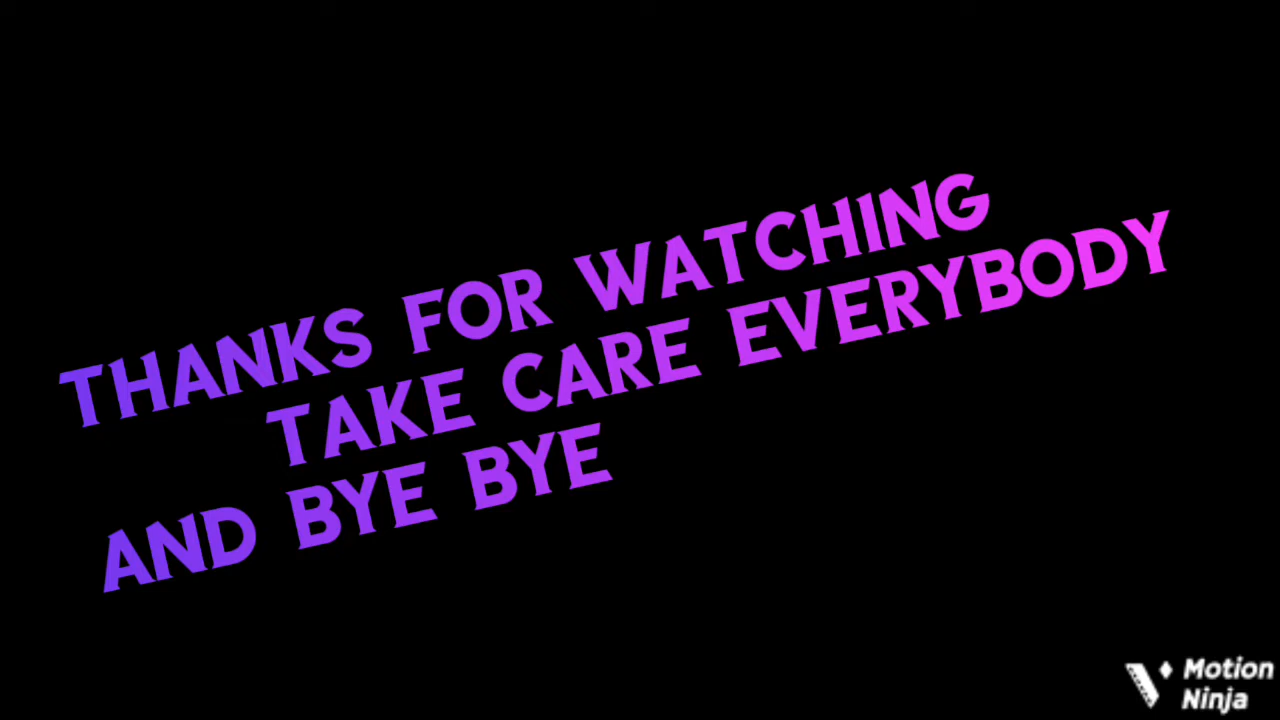 THANKS FOR WATCHING
TAKE CARE EVERYBODY
AND BYE BYE
Motion
Ninja